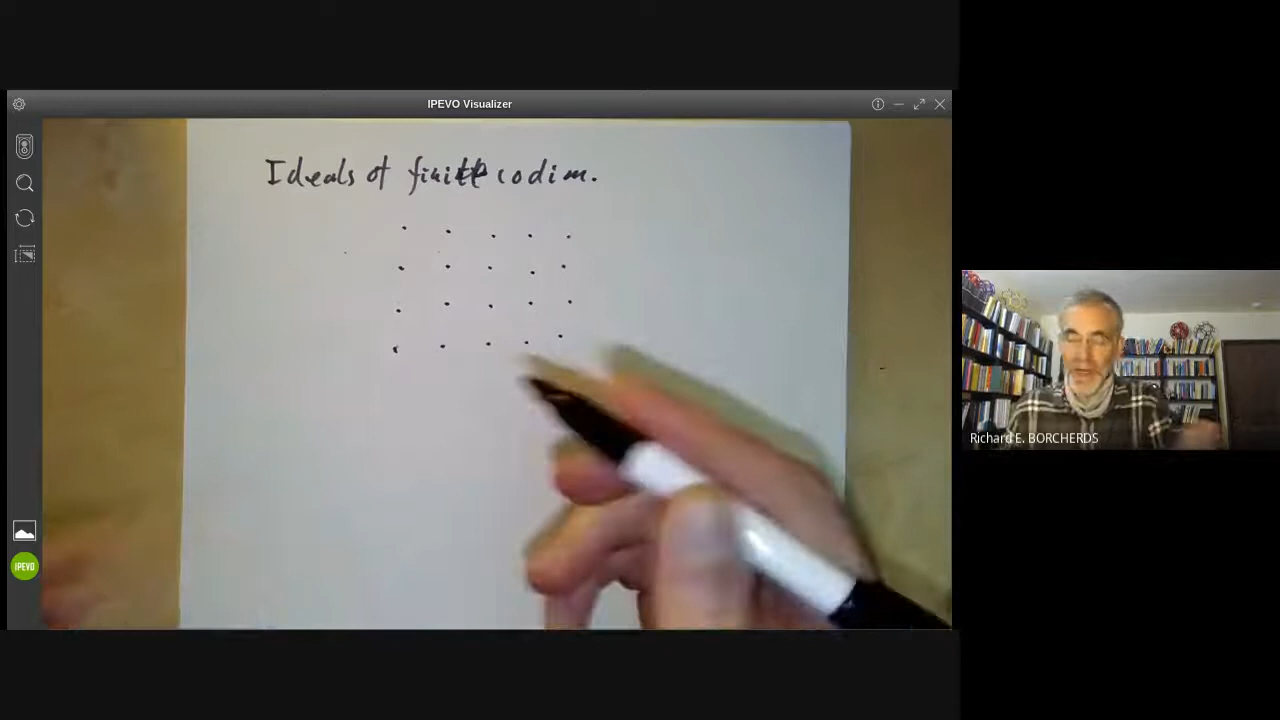 IPEVO Visualizer
Ideals of finite codim.
Richard E. BORCHERDS
IPEVO